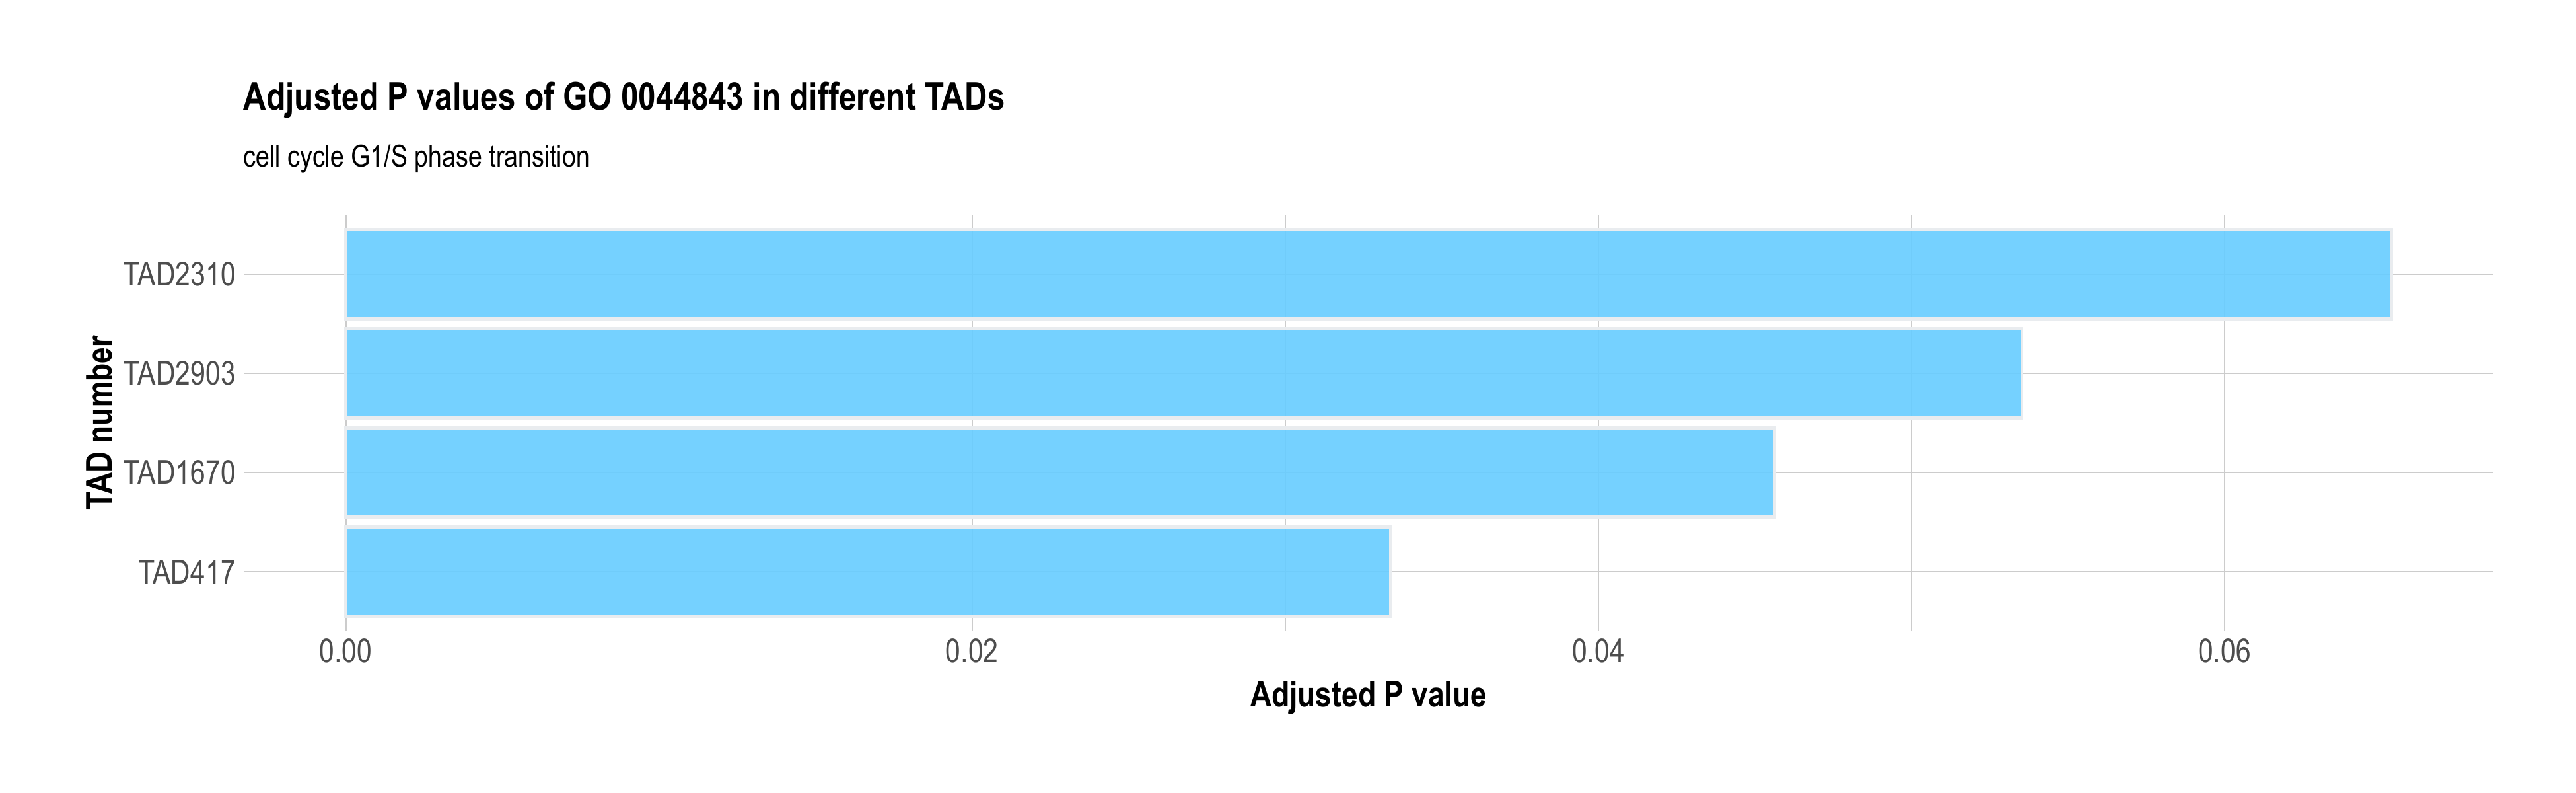 Adjusted P values of GO 0044843 in different TADs
cell cycle G1/S phase transition
TAD number
TAD2310
TAD2903
TAD1670
TAD417
0.00 0.02 0.04 0.06
Adjusted P value